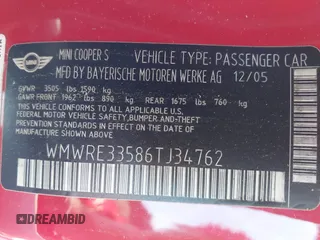 MINI COOPER S VEHICLE TYPE: PASSENGER CAR
MFD BY BAYERISCHE MOTOREN WERKE AG 12/05
GVWR 3505 lbs 1590 kg
GAWR FRONT 1962 lbs 890 kg GAWR REAR 1675 lbs 760 kg
THIS VEHICLE CONFORMS TO ALL APPLICABLE U.S.
FEDERAL MOTOR VEHICLE SAFETY, BUMPER, AND THEFT
PREVENTION STANDARDS IN EFFECT ON THE DATE OF
MANUFACTURE SHOWN ABOVE.
WMWRE33586TJ34762
DREAMBID